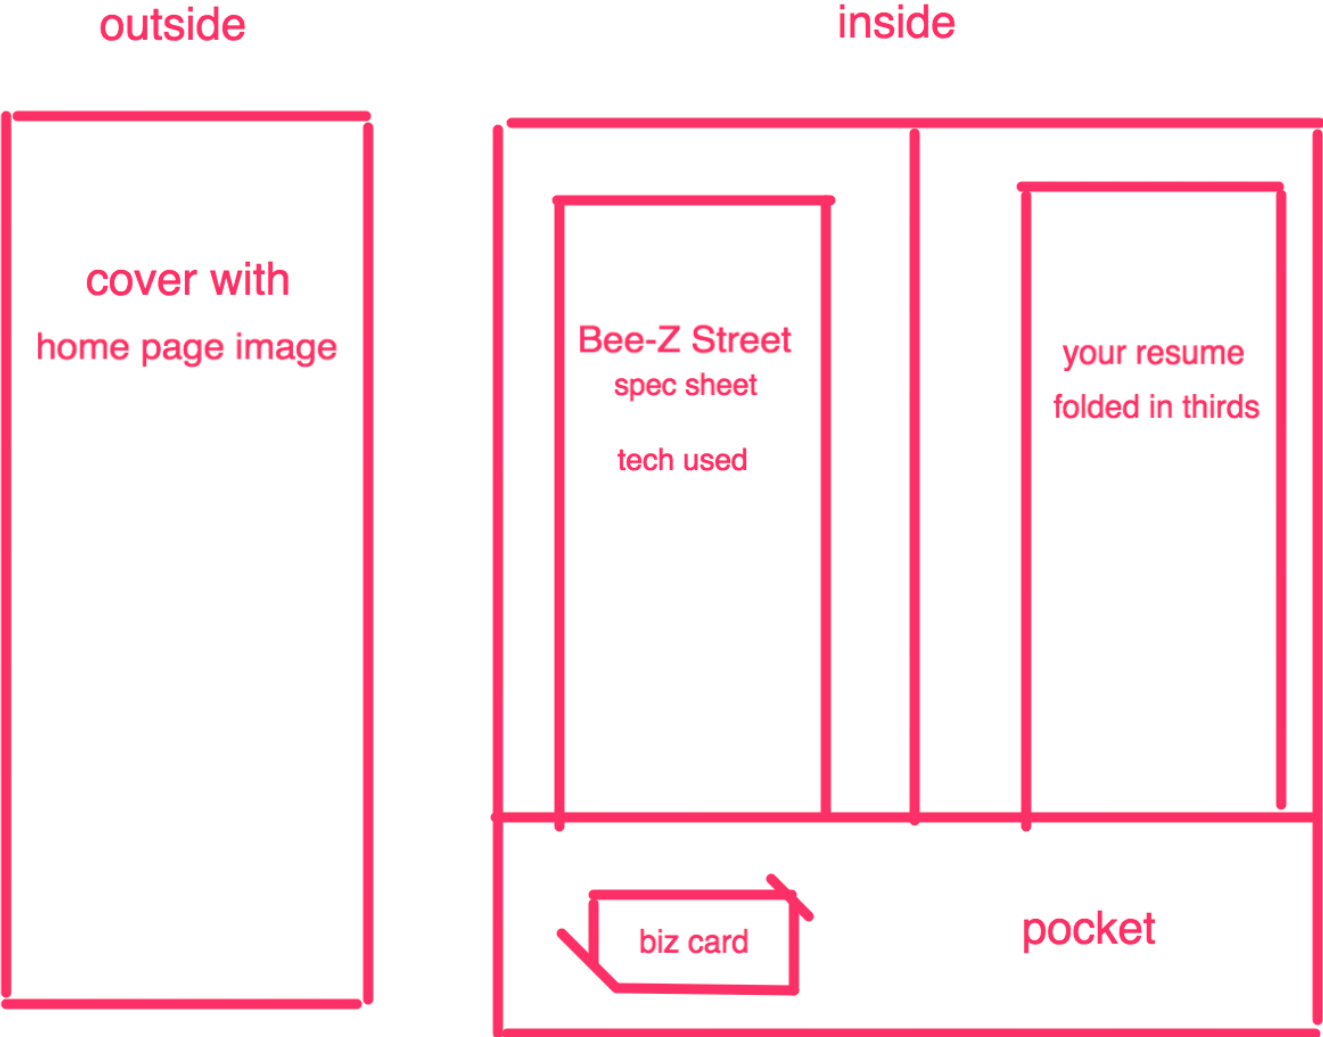 outside
inside
cover with
home page image
Bee-Z Street
spec sheet
tech used
your resume
folded in thirds
biz card
pocket